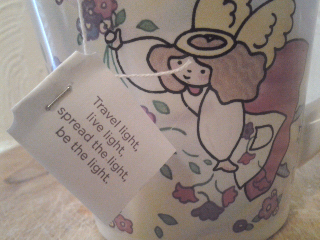 Travel light,
live light,
spread the light,
be the light.